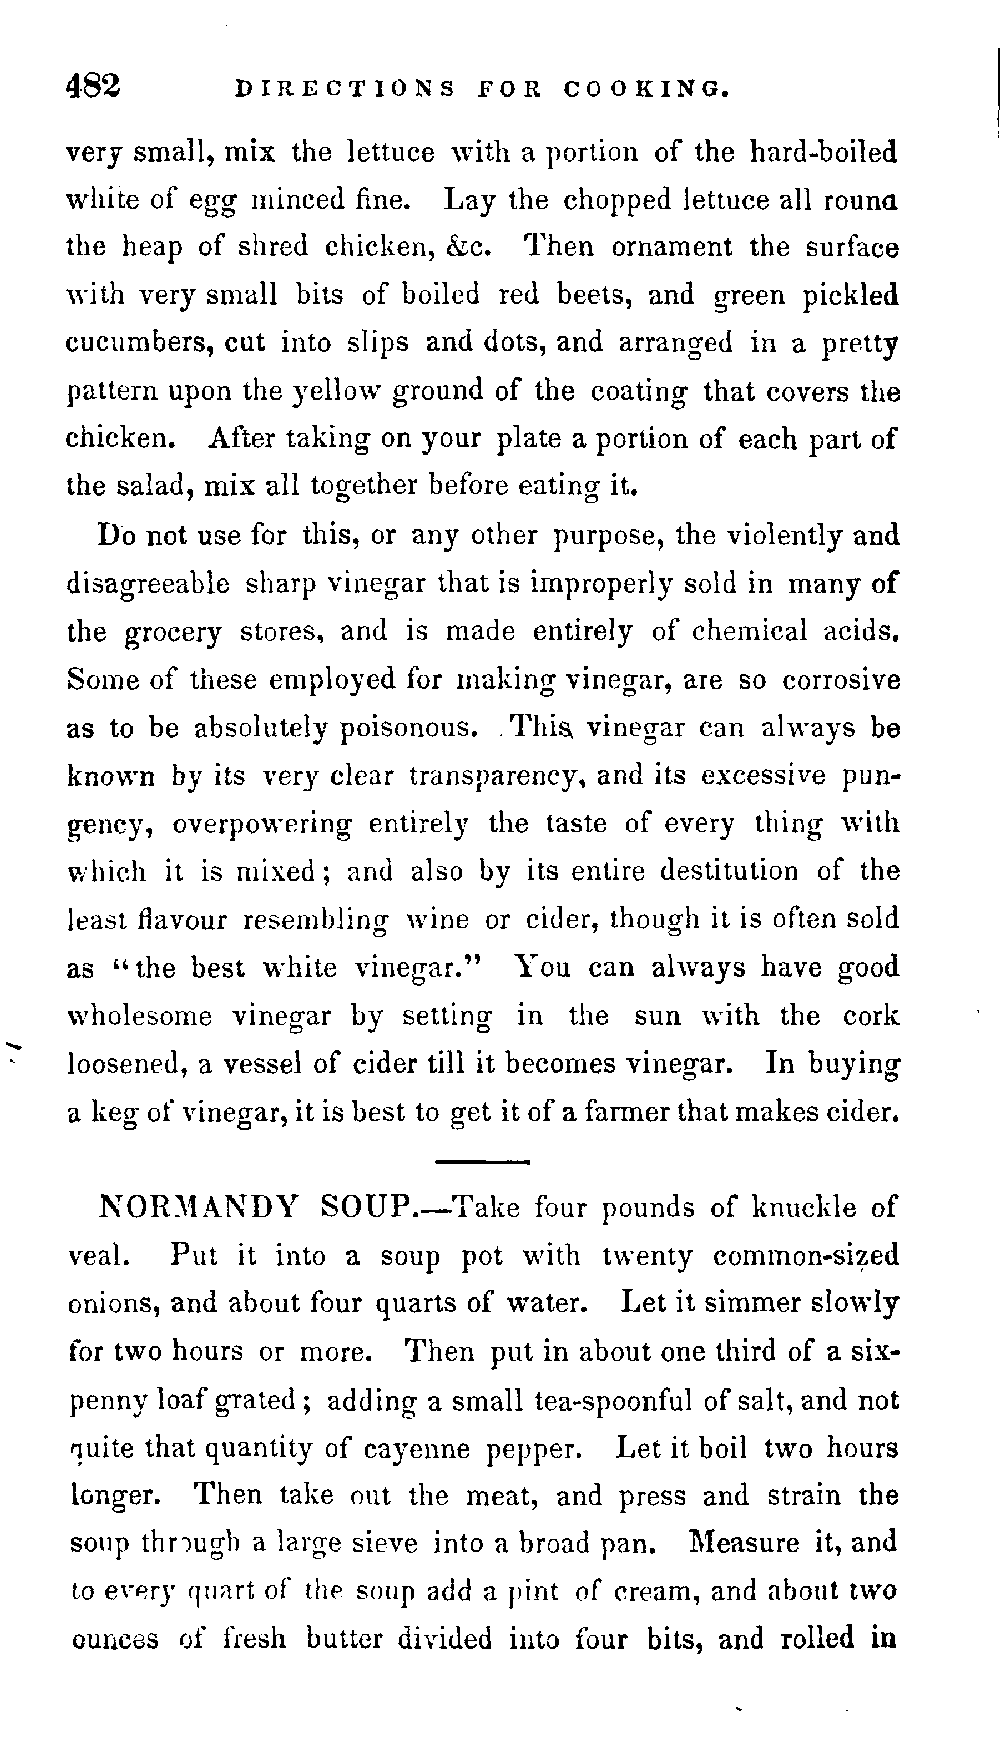 482 DIRECTIONS FOR COOKING.
very small, mix the lettuce with a portion of the hard-boiled
white of egg minced fine. Lay the chopped lettuce all round
the heap of shred chicken, &c. Then ornament the surface
with very small bits of boiled red beets, and green pickled
cucumbers, cut into slips and dots, and arranged in a pretty
pattern upon the yellow ground of the coating that covers the
chicken. After taking on your plate a portion of each part of
the salad, mix all together before eating it.
Do not use for this, or any other purpose, the violently and
disagreeable sharp vinegar that is improperly sold in many of
the grocery stores, and is made entirely of chemical acids.
Some of these employed for making vinegar, are so corrosive
as to be absolutely poisonous. This vinegar can always be
known by its very clear transparency, and its excessive pun-
gency, overpowering entirely the taste of every thing with
which it is mixed; and also by its entire destitution of the
least flavour resembling wine or cider, though it is often sold
as "the best white vinegar." You can always have good
wholesome vinegar by setting in the sun with the cork
loosened, a vessel of cider till it becomes vinegar. In buying
a keg of vinegar, it is best to get it of a farmer that makes cider.
NORMANDY SOUP.—Take four pounds of knuckle of
veal. Put it into a soup pot with twenty common-sized
onions, and about four quarts of water. Let it simmer slowly
for two hours or more. Then put in about one third of a six-
penny loaf grated; adding a small tea-spoonful of salt, and not
quite that quantity of cayenne pepper. Let it boil two hours
longer. Then take out the meat, and press and strain the
soup through a large sieve into a broad pan. Measure it, and
to every quart of the soup add a pint of cream, and about two
ounces of fresh butter divided into four bits, and rolled in